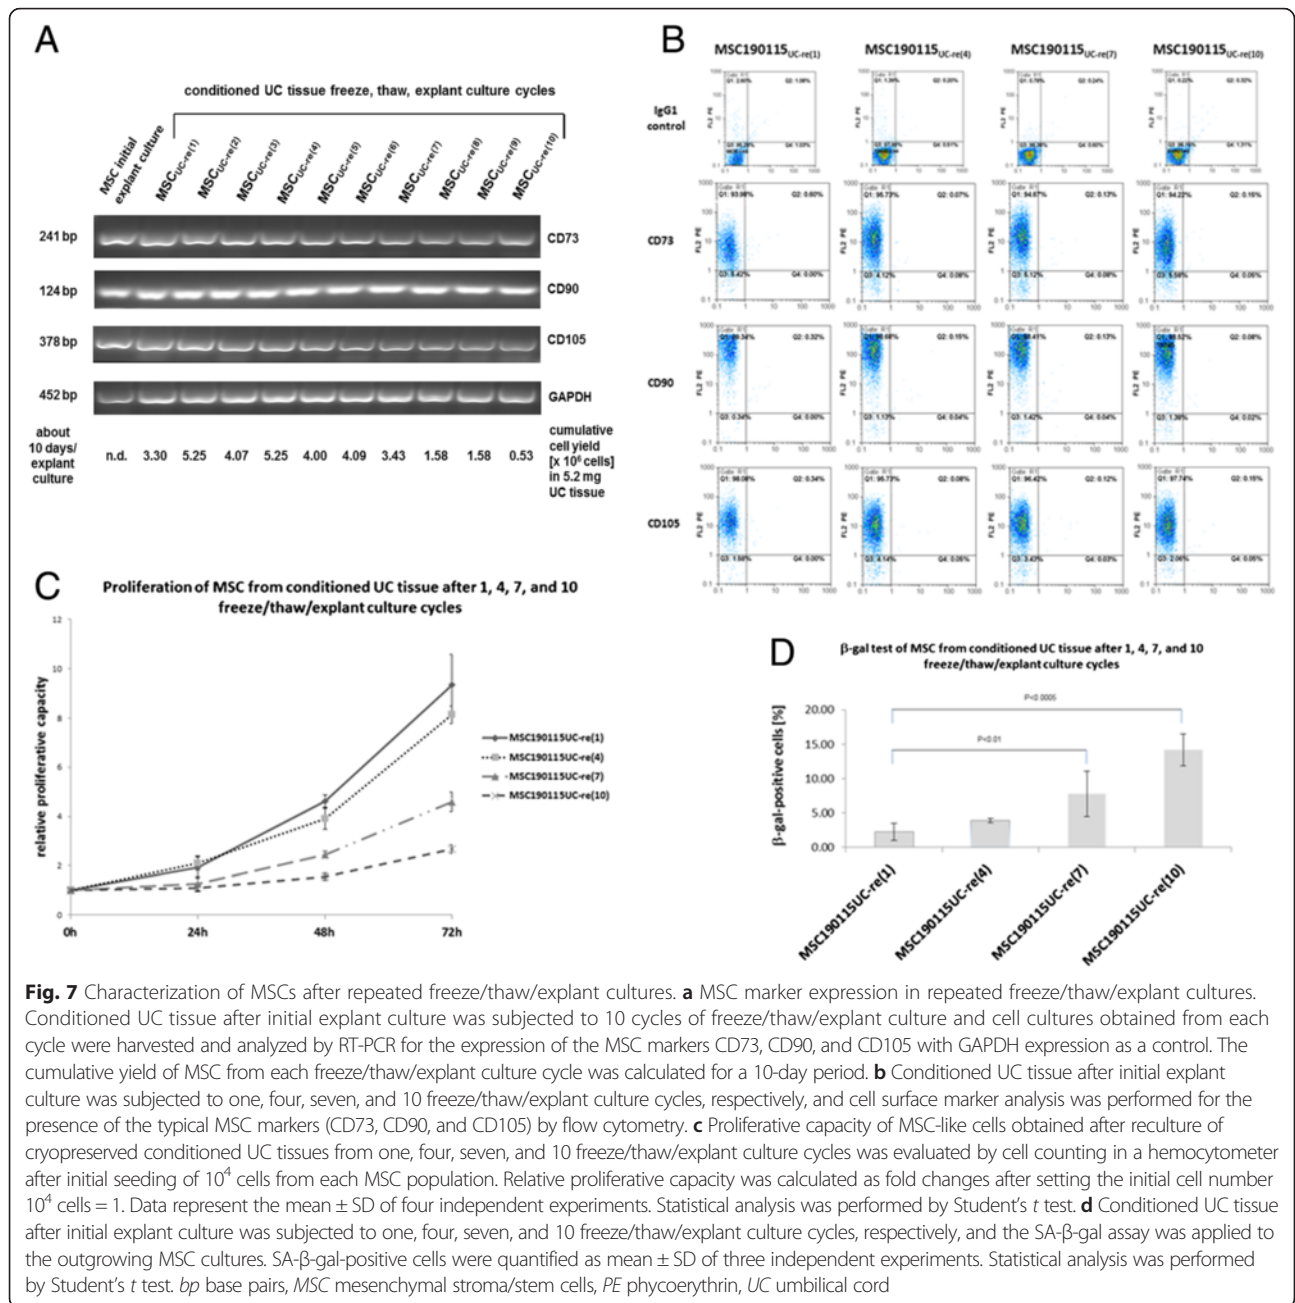 A
conditioned UC tissue freeze, thaw, explant culture cycles
MSC initial
explant culture
MSCUC-re(1)
MSCUC-re(2)
MSCUC-re(3)
MSCUC-re(4)
MSCUC-re(5)
MSCUC-re(6)
MSCUC-re(7)
MSCUC-re(8)
MSCUC-re(9)
MSCUC-re(10)
241 bp
CD73
124 bp
CD90
378 bp
CD105
452 bp
GAPDH
about
10 days/
explant
culture
n.d. 3.30 5.25 4.07 5.25 4.00 4.09 3.43 1.58 1.58 0.53
cumulative
cell yield
[x 10⁶ cells]
in 5.2 mg
UC tissue
B
MSC190115UC-re(1) MSC190115UC-re(4) MSC190115UC-re(7) MSC190115UC-re(10)
IgG1
control
CD73
CD90
CD105
FL2 PE
C
Proliferation of MSC from conditioned UC tissue after 1, 4, 7, and 10
freeze/thaw/explant culture cycles
relative proliferative capacity
12
10
8
6
4
2
0
0h 24h 48h 72h
MSC190115UC-re(1)
MSC190115UC-re(4)
MSC190115UC-re(7)
MSC190115UC-re(10)
D
β-gal test of MSC from conditioned UC tissue after 1, 4, 7, and 10
freeze/thaw/explant culture cycles
β-gal-positive cells [%]
20.00
15.00
10.00
5.00
0.00
P<0.0005
P<0.01
MSC190115UC-re(1)
MSC190115UC-re(4)
MSC190115UC-re(7)
MSC190115UC-re(10)
Fig. 7 Characterization of MSCs after repeated freeze/thaw/explant cultures. a MSC marker expression in repeated freeze/thaw/explant cultures.
Conditioned UC tissue after initial explant culture was subjected to 10 cycles of freeze/thaw/explant culture and cell cultures obtained from each
cycle were harvested and analyzed by RT-PCR for the expression of the MSC markers CD73, CD90, and CD105 with GAPDH expression as a control. The
cumulative yield of MSC from each freeze/thaw/explant culture cycle was calculated for a 10-day period. b Conditioned UC tissue after initial explant
culture was subjected to one, four, seven, and 10 freeze/thaw/explant culture cycles, respectively, and cell surface marker analysis was performed for the
presence of the typical MSC markers (CD73, CD90, and CD105) by flow cytometry. c Proliferative capacity of MSC-like cells obtained after reculture of
cryopreserved conditioned UC tissues from one, four, seven, and 10 freeze/thaw/explant culture cycles was evaluated by cell counting in a hemocytometer
after initial seeding of 10⁴ cells from each MSC population. Relative proliferative capacity was calculated as fold changes after setting the initial cell number
10⁴ cells = 1. Data represent the mean ± SD of four independent experiments. Statistical analysis was performed by Student's t test. d Conditioned UC tissue
after initial explant culture was subjected to one, four, seven, and 10 freeze/thaw/explant culture cycles, respectively, and the SA-β-gal assay was applied to
the outgrowing MSC cultures. SA-β-gal-positive cells were quantified as mean ± SD of three independent experiments. Statistical analysis was performed
by Student's t test. bp base pairs, MSC mesenchymal stroma/stem cells, PE phycoerythrin, UC umbilical cord